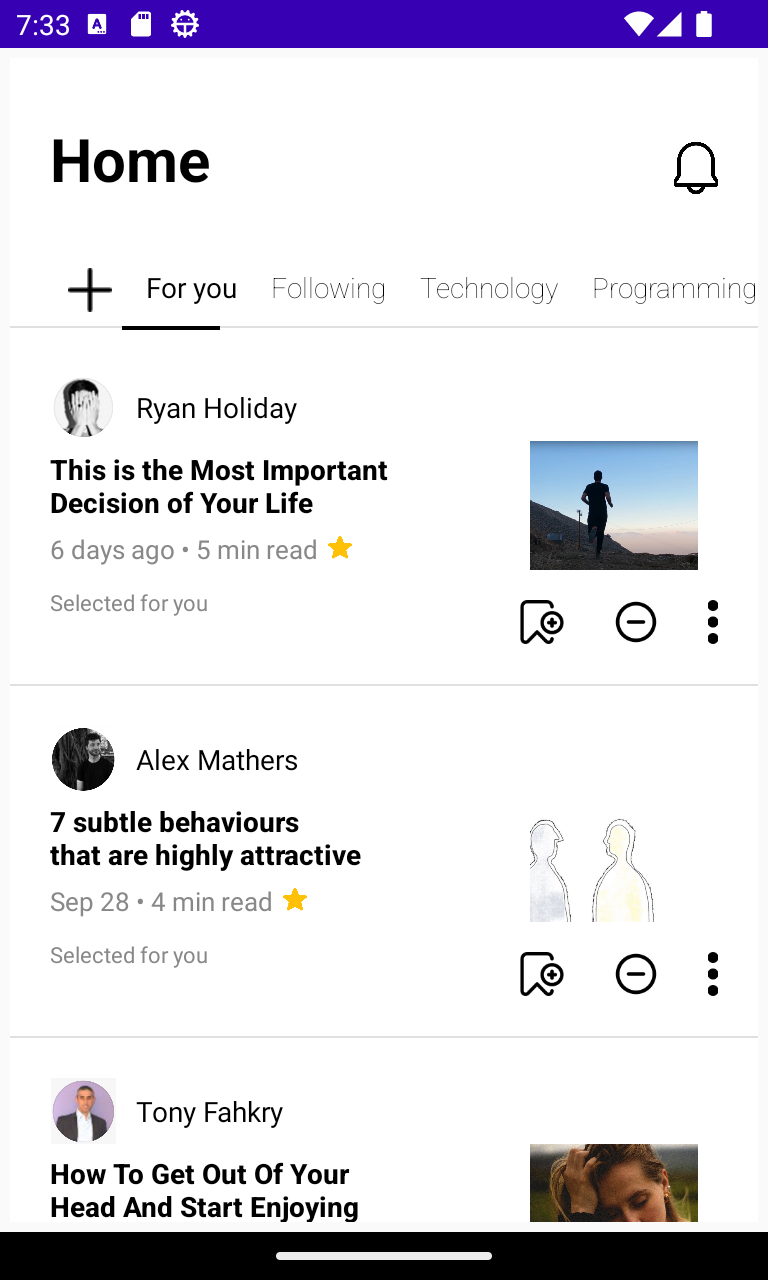 7:33
Home
For you Following Technology Programming
Ryan Holiday
This is the Most Important
Decision of Your Life
6 days ago • 5 min read
Selected for you
Alex Mathers
7 subtle behaviours
that are highly attractive
Sep 28 • 4 min read
Selected for you
Tony Fahkry
How To Get Out Of Your
Head And Start Enjoying